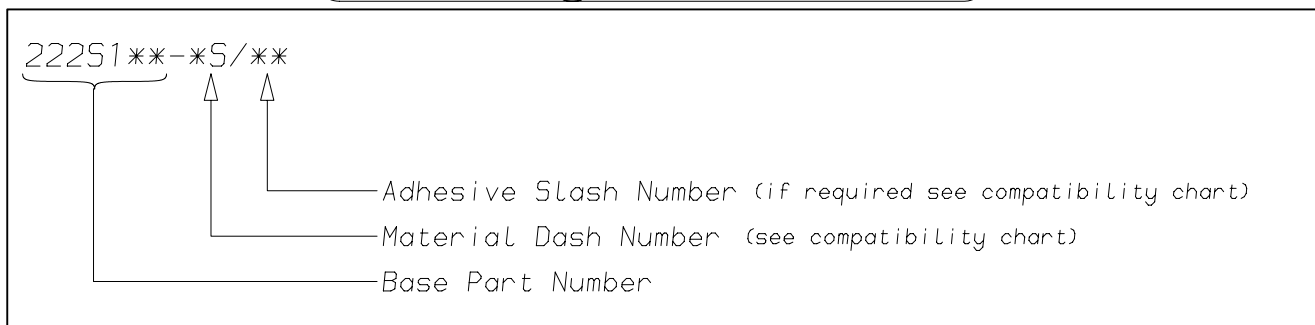 222S1**-*S/**
Adhesive Slash Number (if required see compatibility chart)
Material Dash Number (see compatibility chart)
Base Part Number